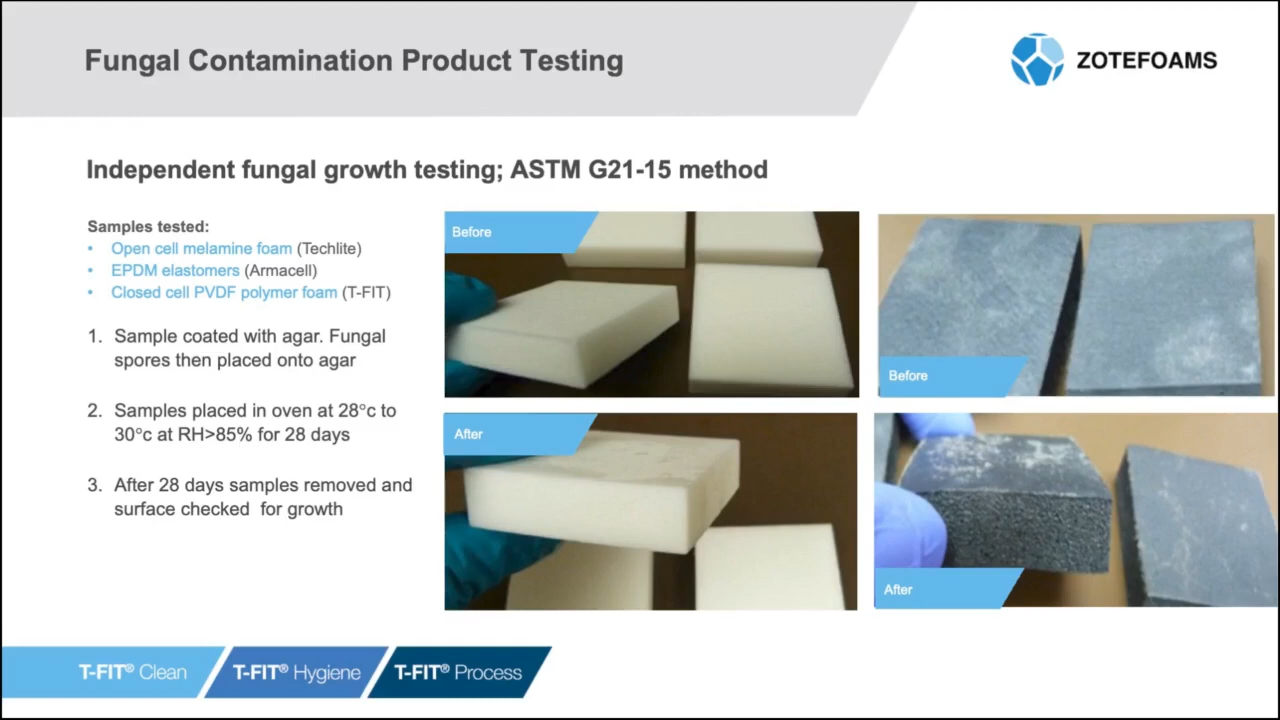 Fungal Contamination Product Testing
ZOTEFOAMS
Independent fungal growth testing; ASTM G21-15 method
Samples tested:
• Open cell melamine foam (Techlite)
• EPDM elastomers (Armacell)
• Closed cell PVDF polymer foam (T-FIT)
1. Sample coated with agar. Fungal
spores then placed onto agar
2. Samples placed in oven at 28°c to
30°c at RH>85% for 28 days
3. After 28 days samples removed and
surface checked  for growth
Before
Before
After
After
T-FIT® Clean
T-FIT® Hygiene
T-FIT® Process